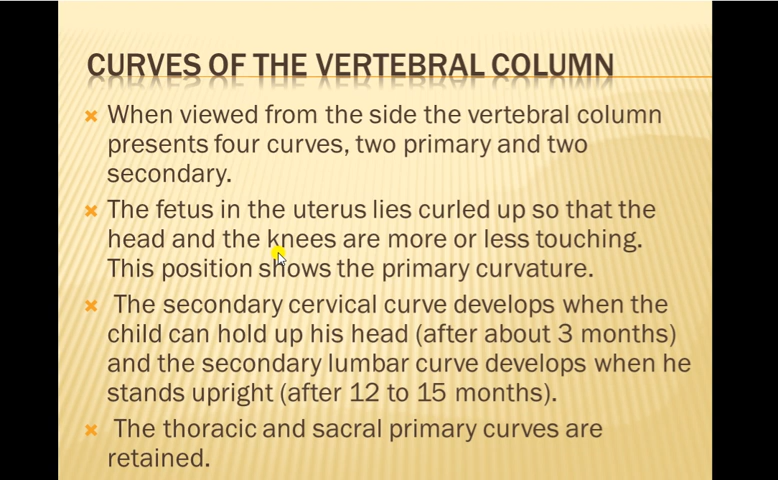 CURVES OF THE VERTEBRAL COLUMN
When viewed from the side the vertebral column
presents four curves, two primary and two
secondary.
The fetus in the uterus lies curled up so that the
head and the knees are more or less touching.
This position shows the primary curvature.
The secondary cervical curve develops when the
child can hold up his head (after about 3 months)
and the secondary lumbar curve develops when he
stands upright (after 12 to 15 months).
The thoracic and sacral primary curves are
retained.